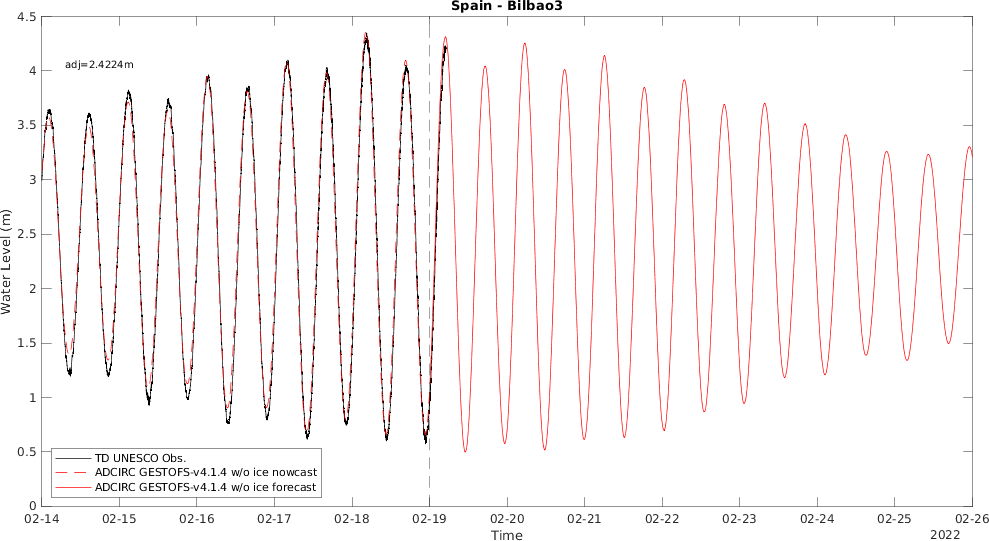 Spain - Bilbao3
4.5
4
3.5
3
2.5
2
1.5
1
0.5
0
Water Level (m)
adj=2.4224m
TD UNESCO Obs.
ADCIRC GESTOFS-v4.1.4 w/o ice nowcast
ADCIRC GESTOFS-v4.1.4 w/o ice forecast
02-14 02-15 02-16 02-17 02-18 02-19 02-20 02-21 02-22 02-23 02-24 02-25 02-26
Time
2022